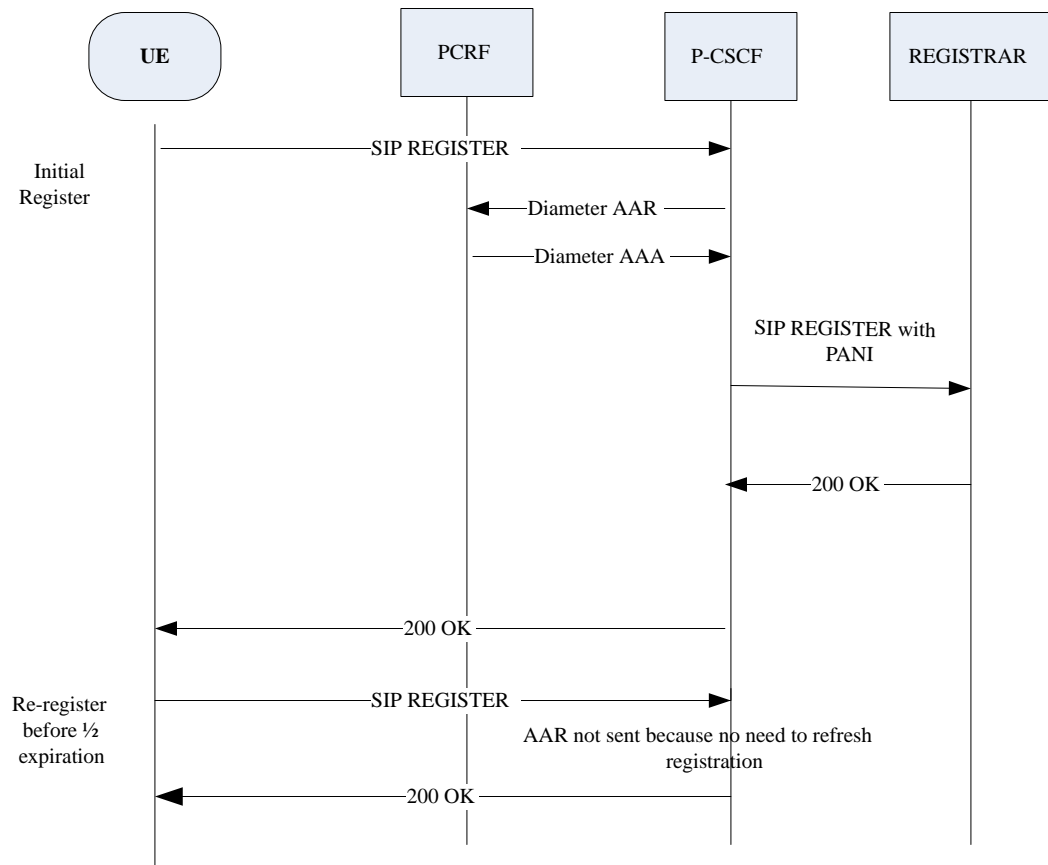 UE
PCRF
P-CSCF
REGISTRAR
SIP REGISTER
Initial
Register
Diameter AAR
Diameter AAA
SIP REGISTER with
PANI
200 OK
200 OK
SIP REGISTER
Re-register
before ½
expiration
AAR not sent because no need to refresh
registration
200 OK